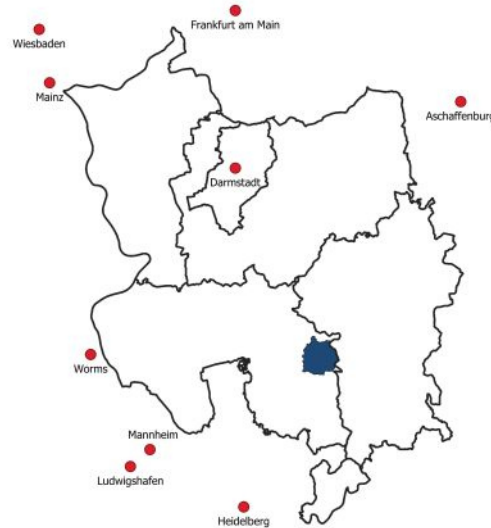 Frankfurt am Main
Wiesbaden
Mainz
Aschaffenburg
Darmstadt
Worms
Mannheim
Ludwigshafen
Heidelberg